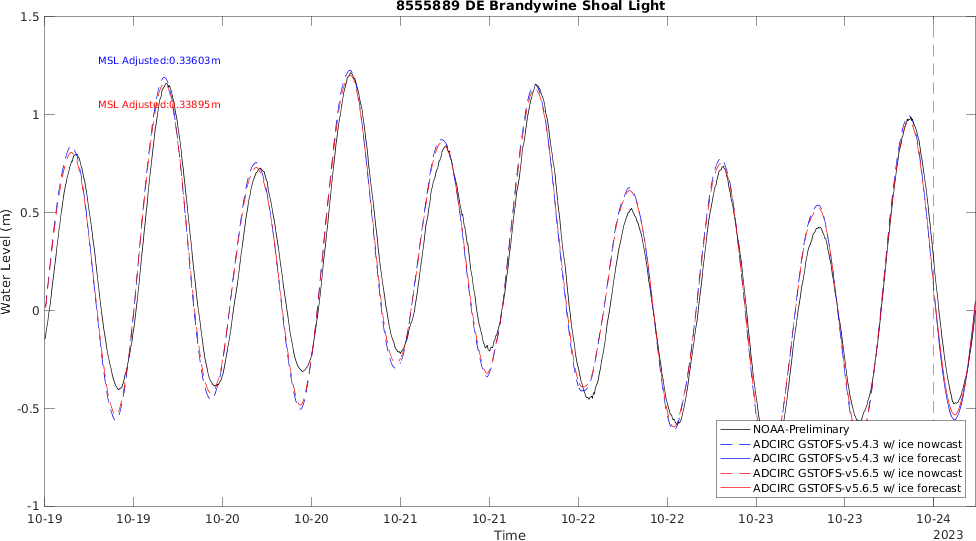 8555889 DE Brandywine Shoal Light
1.5
MSL Adjusted:0.33603m
MSL Adjusted:0.33895m
1
0.5
Water Level (m)
0
-0.5
NOAA-Preliminary
ADCIRC GSTOFS-v5.4.3 w/ ice nowcast
ADCIRC GSTOFS-v5.4.3 w/ ice forecast
ADCIRC GSTOFS-v5.6.5 w/ ice nowcast
ADCIRC GSTOFS-v5.6.5 w/ ice forecast
-1
10-19 10-19 10-20 10-20 10-21 10-21 10-22 10-22 10-23 10-23 10-24
Time 2023